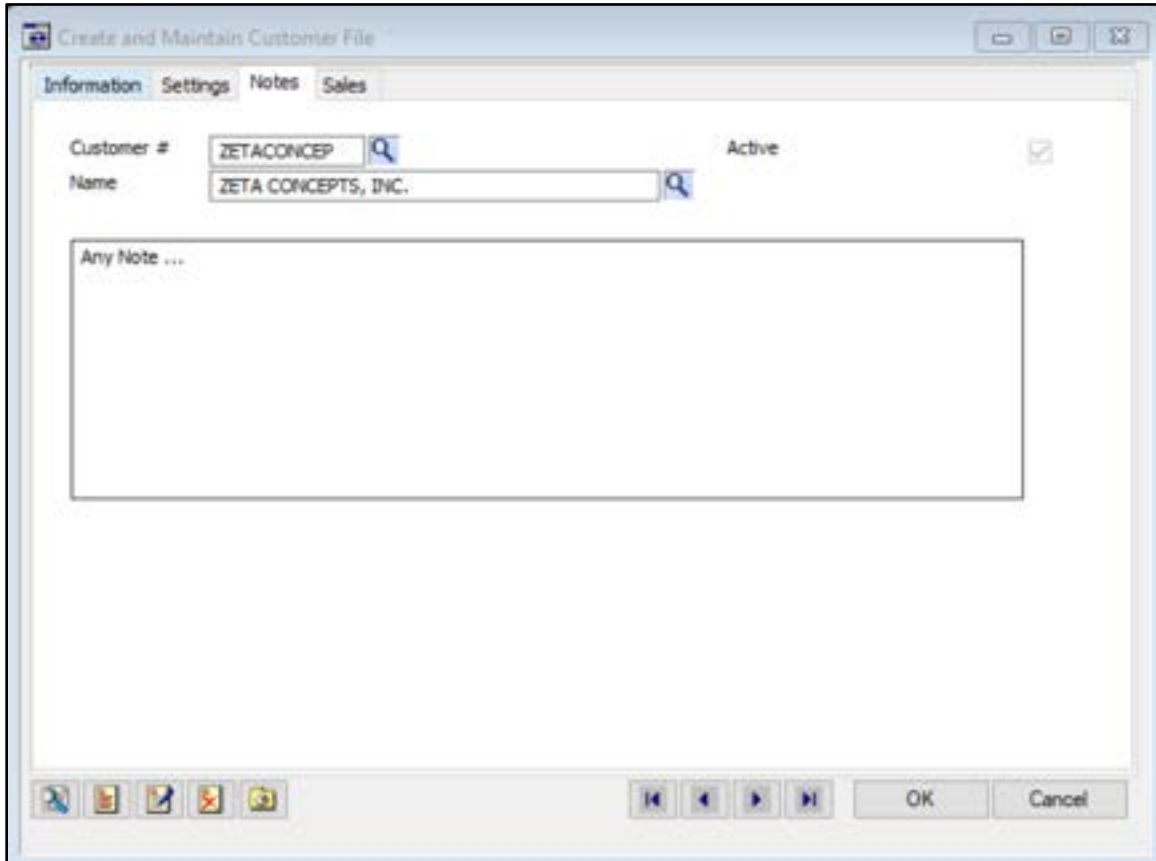 Create and Maintain Customer File
Information Settings Notes Sales
Customer # ZETACONCEP Active
Name ZETA CONCEPTS, INC.
Any Note ...
OK Cancel